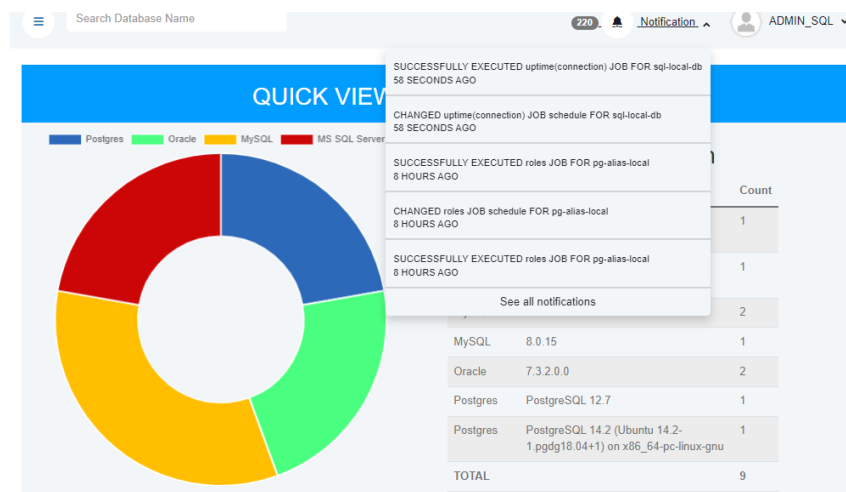 Search Database Name
220
Notification
ADMIN_SQL
SUCCESSFULLY EXECUTED uptime(connection) JOB FOR sql-local-db
58 SECONDS AGO
CHANGED uptime(connection) JOB schedule FOR sql-local-db
58 SECONDS AGO
SUCCESSFULLY EXECUTED roles JOB FOR pg-alias-local
8 HOURS AGO
CHANGED roles JOB schedule FOR pg-alias-local
8 HOURS AGO
SUCCESSFULLY EXECUTED roles JOB FOR pg-alias-local
8 HOURS AGO
See all notifications
QUICK VIEW
Postgres
Oracle
MySQL
MS SQL Server
Count
1
1
2
MySQL 8.0.15 1
Oracle 7.3.2.0.0 2
Postgres PostgreSQL 12.7 1
Postgres PostgreSQL 14.2 (Ubuntu 14.2- 1
1.pgdg18.04+1) on x86_64-pc-linux-gnu
TOTAL 9